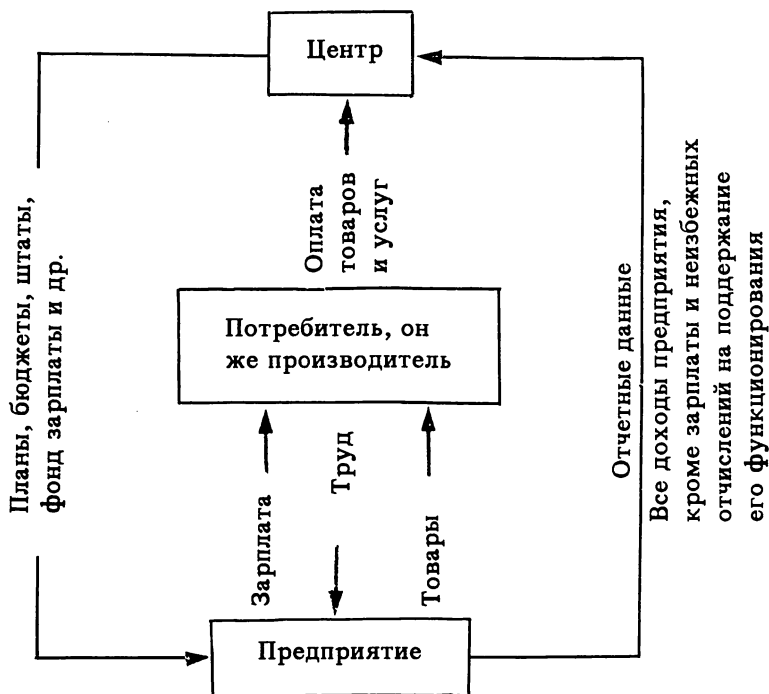 Центр
Планы, бюджеты, штаты,
фонд зарплаты и др.
Оплата
товаров
и услуг
Потребитель, он
же производитель
Зарплата
Труд
Товары
Отчетные данные
Все доходы предприятия,
кроме зарплаты и неизбежных
отчислений на поддержание
его функционирования
Предприятие